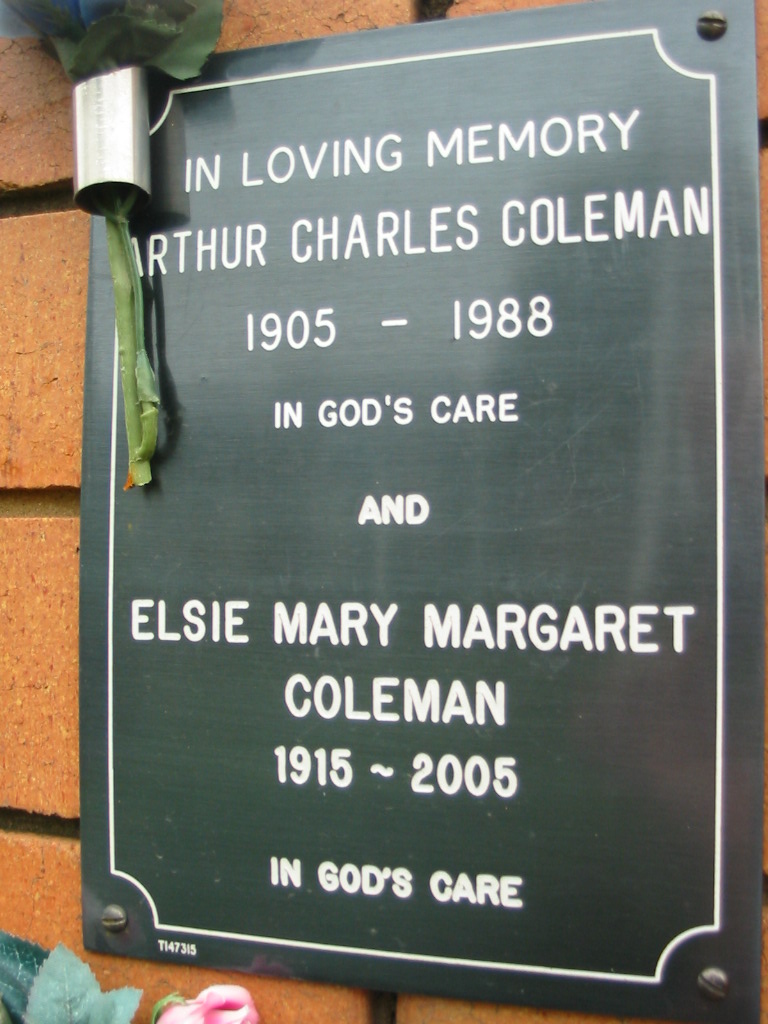 IN LOVING MEMORY
ARTHUR CHARLES COLEMAN
1905 - 1988
IN GOD'S CARE
AND
ELSIE MARY MARGARET
COLEMAN
1915 ~ 2005
IN GOD'S CARE
T147315